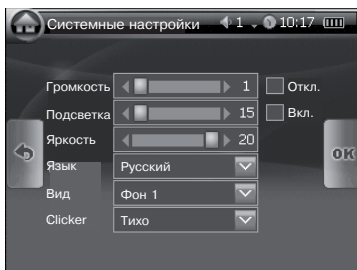 Системные настройки 1 10:17
Громкость 1 Откл.
Подсветка 15 Вкл.
Яркость 20
Язык Русский
Вид Фон 1
Clicker Тихо
OK